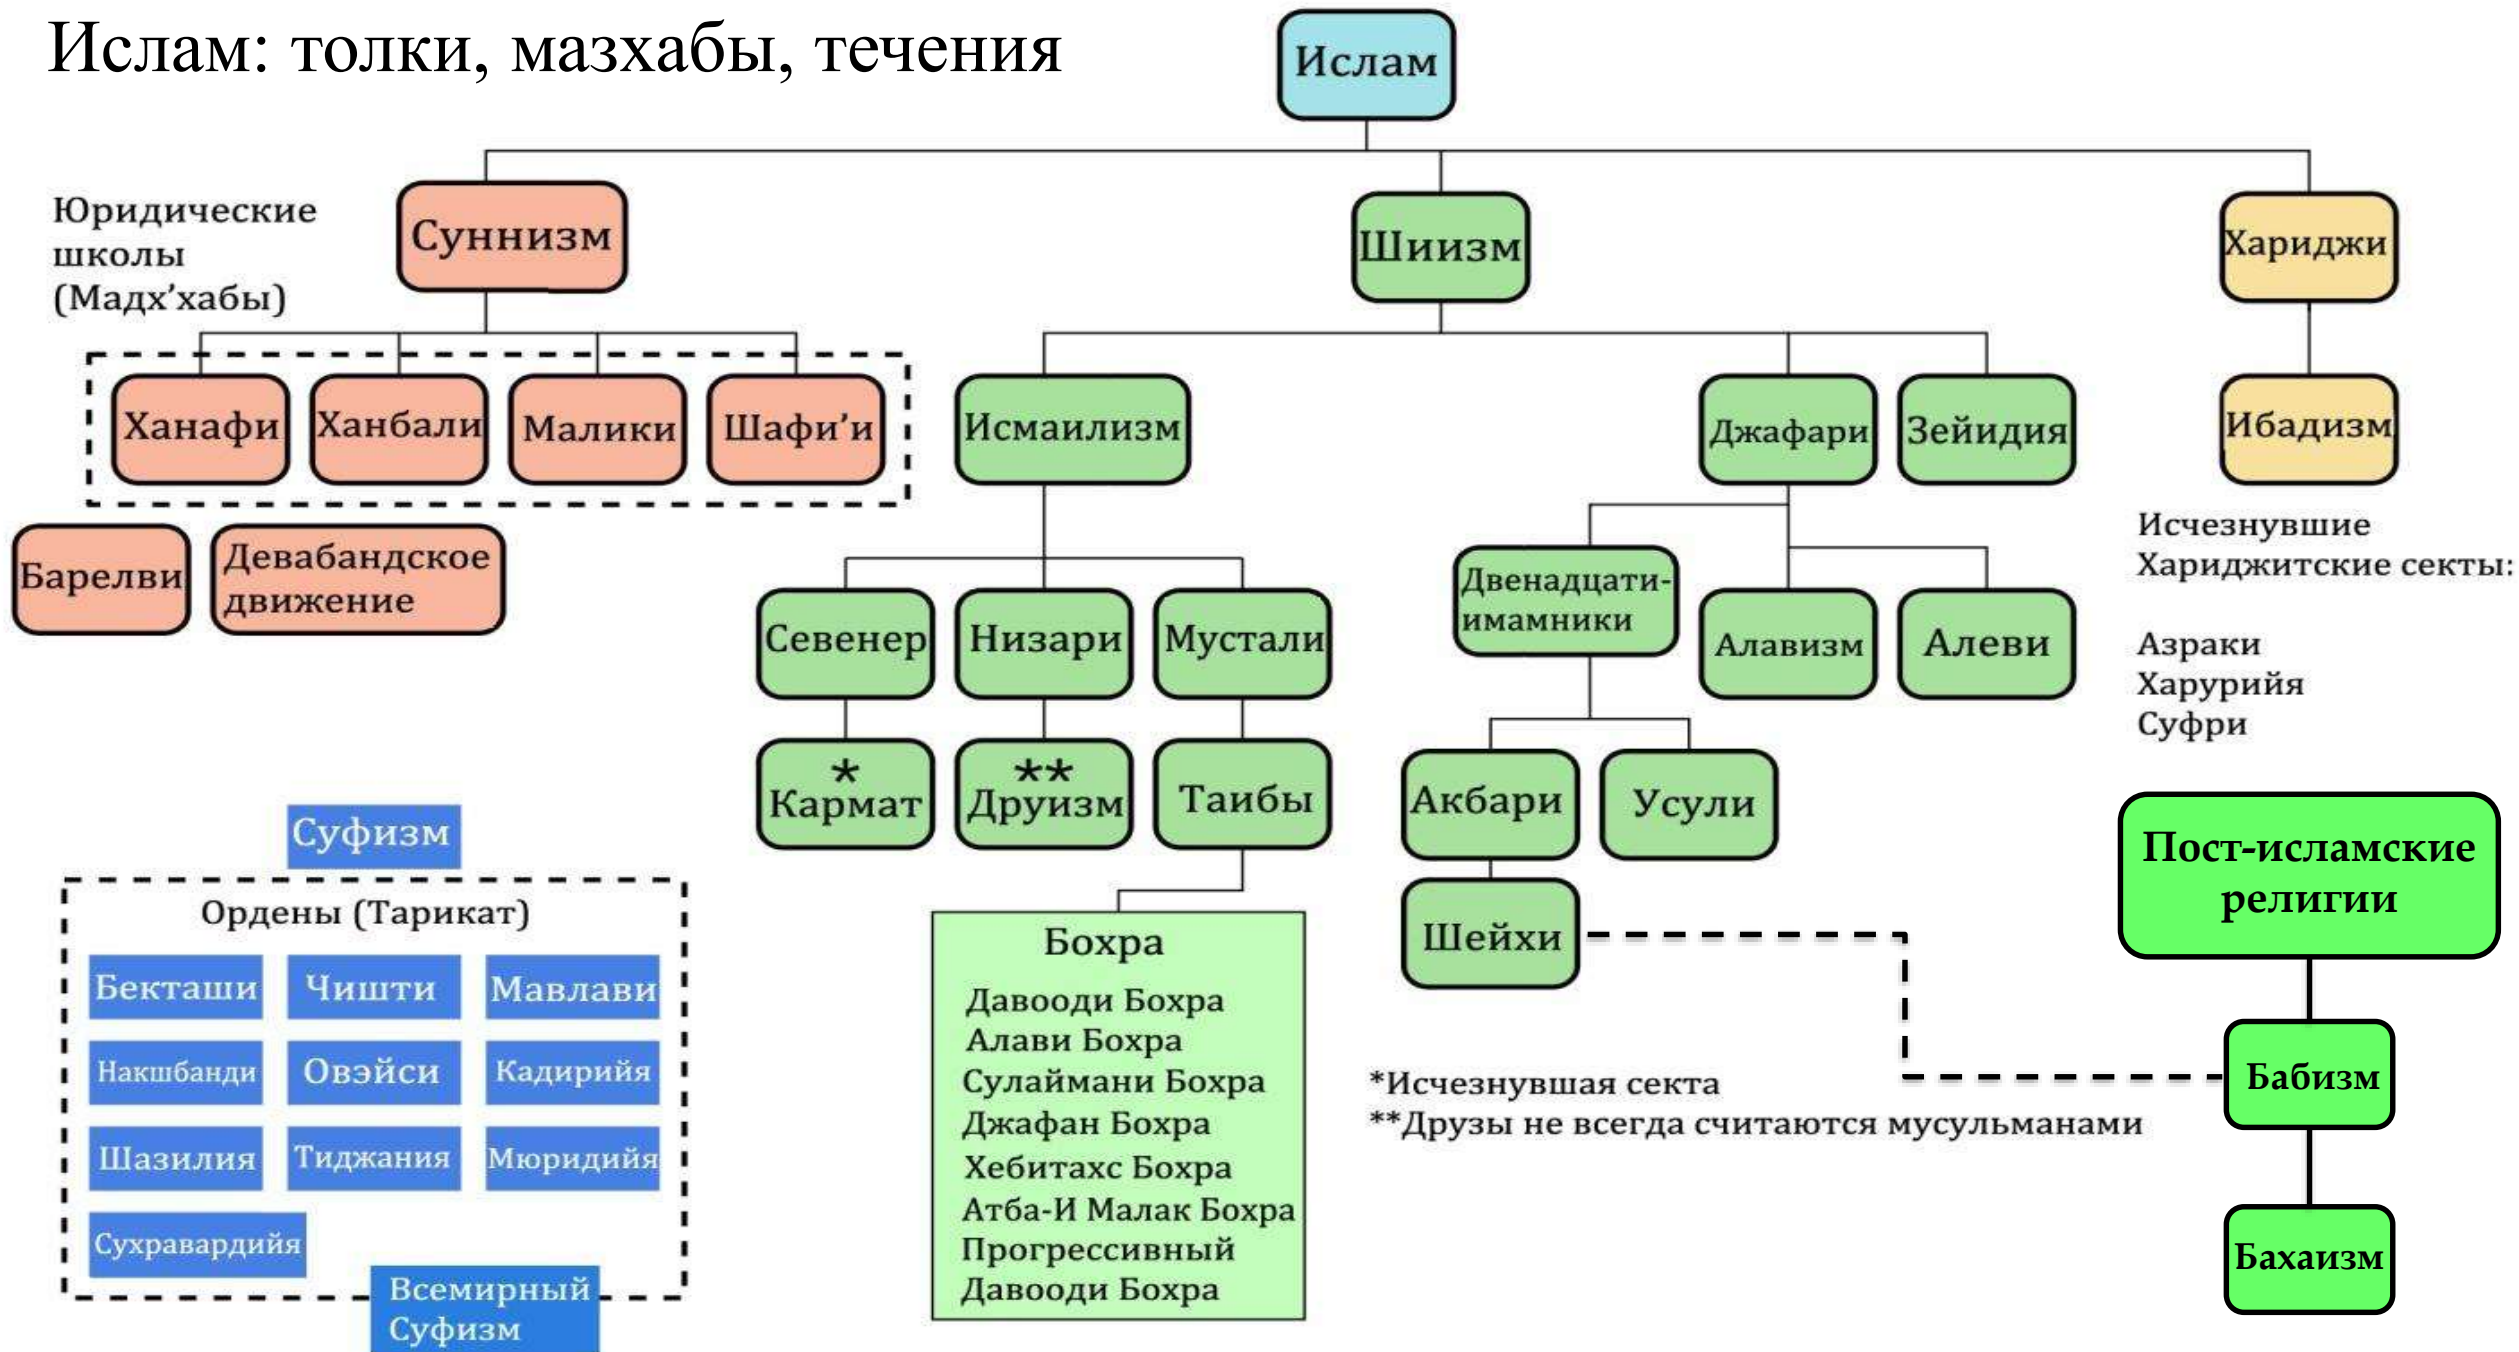 Ислам: толки, мазхабы, течения
Ислам
Юридические
школы
(Мадх’хабы)
Суннизм
Шиизм
Хариджи
Ханафи
Ханбали
Малики
Шафи’и
Исмаилизм
Джафари
Зейидия
Ибадизм
Барелви
Девабандское
движение
Севенер
Низари
Мустали
Двенадцати-
имамники
Алавизм
Алеви
Исчезнувшие
Хариджитские секты:
Азраки
Харурийя
Суфри
*
Кармат
**
Друизм
Таибы
Акбари
Усули
Шейхи
Суфизм
Ордены (Тарикат)
Бекташи
Чишти
Мавлави
Накшбанди
Овэйси
Кадирийя
Шазилия
Тиджания
Мюридийя
Сухравардийя
Всемирный
Суфизм
Бохра
Давооди Бохра
Алави Бохра
Сулаймани Бохра
Джафан Бохра
Хебитахс Бохра
Атба-И Малак Бохра
Прогрессивный
Давооди Бохра
*Исчезнувшая секта
**Друзы не всегда считаются мусульманами
Пост-исламские
религии
Бабизм
Бахаизм